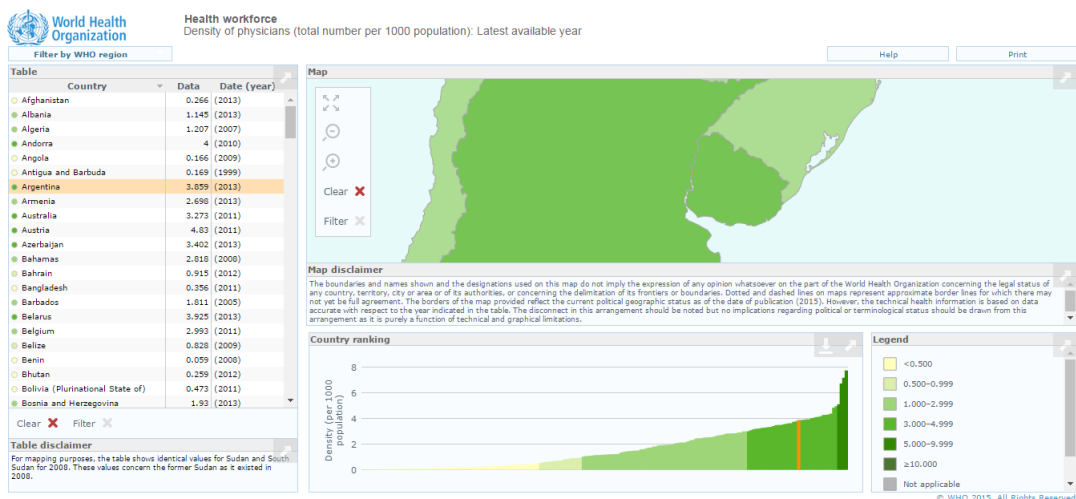 World Health
Organization
Health workforce
Density of physicians (total number per 1000 population): Latest available year
Filter by WHO region
Help
Print
Table
Country Data Date (year)
Afghanistan 0.266 (2013)
Albania 1.145 (2013)
Algeria 1.207 (2007)
Andorra 4 (2010)
Angola 0.166 (2009)
Antigua and Barbuda 0.169 (1999)
Argentina 3.859 (2013)
Armenia 2.698 (2013)
Australia 3.273 (2011)
Austria 4.83 (2011)
Azerbaijan 3.402 (2013)
Bahamas 2.818 (2008)
Bahrain 0.915 (2012)
Bangladesh 0.356 (2011)
Barbados 1.811 (2005)
Belarus 3.925 (2013)
Belgium 2.993 (2011)
Belize 0.828 (2009)
Benin 0.059 (2008)
Bhutan 0.259 (2012)
Bolivia (Plurinational State of) 0.473 (2011)
Bosnia and Herzegovina 1.93 (2013)
Clear Filter
Table disclaimer
For mapping purposes, the table shows identical values for Sudan and South
Sudan for 2008. These values concern the former Sudan as it existed in
2008.
Map
Clear
Filter
Map disclaimer
The boundaries and names shown and the designations used on this map do not imply the expression of any opinion whatsoever on the part of the World Health Organization concerning the legal status of
any country, territory, city or area or of its authorities, or concerning the delimitation of its frontiers or boundaries. Dotted and dashed lines on maps represent approximate border lines for which there may
not yet be full agreement. The borders of the map provided reflect the current political geographic status as of the date of publication (2015). However, the technical health information is based on data
accurate with respect to the year indicated in the table. The disconnect in this arrangement should be noted but no implications regarding political or terminological status should be drawn from this
arrangement as it is purely a function of technical and graphical limitations.
Country ranking
Density (per 1000
population)
8
6
4
2
0
Legend
<0.500
0.500–0.999
1.000–2.999
3.000–4.999
5.000–9.999
≥10.000
Not applicable
© WHO 2015. All Rights Reserved